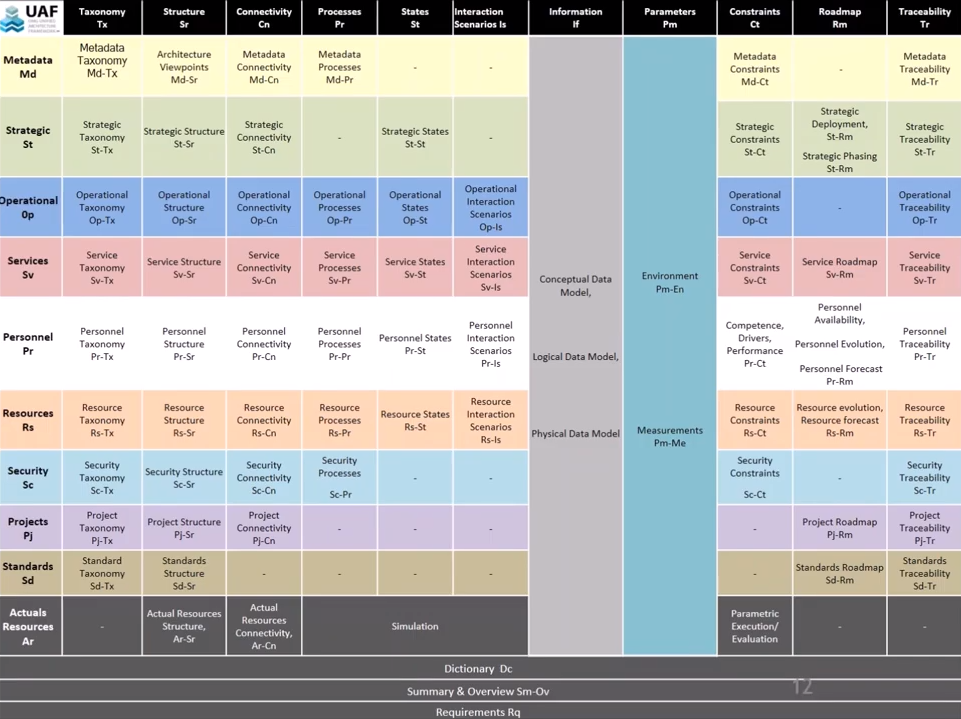 UAF
Taxonomy
Tx
Structure
Sr
Connectivity
Cn
Processes
Pr
States
St
Interaction
Scenarios Is
Information
If
Parameters
Pm
Constraints
Ct
Roadmap
Rm
Traceability
Tr
Metadata
Md
Metadata
Taxonomy
Md-Tx
Architecture
Viewpoints
Md-Sr
Metadata
Connectivity
Md-Cn
Metadata
Processes
Md-Pr
-
-
Metadata
Constraints
Md-Ct
-
Metadata
Traceability
Md-Tr
Strategic
St
Strategic
Taxonomy
St-Tx
Strategic Structure
St-Sr
Strategic
Connectivity
St-Cn
-
Strategic States
St-St
-
Strategic
Constraints
St-Ct
Strategic
Deployment,
St-Rm
Strategic Phasing
St-Rm
Strategic
Traceability
St-Tr
Operational
Op
Operational
Taxonomy
Op-Tx
Operational
Structure
Op-Sr
Operational
Connectivity
Op-Cn
Operational
Processes
Op-Pr
Operational
States
Op-St
Operational
Interaction
Scenarios
Op-Is
Operational
Constraints
Op-Ct
-
Operational
Traceability
Op-Tr
Services
Sv
Service
Taxonomy
Sv-Tx
Service Structure
Sv-Sr
Service
Connectivity
Sv-Cn
Service
Processes
Sv-Pr
Service States
Sv-St
Service
Interaction
Scenarios
Sv-Is
Conceptual Data
Model,
Environment
Pm-En
Service
Constraints
Sv-Ct
Service Roadmap
Sv-Rm
Service
Traceability
Sv-Tr
Personnel
Pr
Personnel
Taxonomy
Pr-Tx
Personnel
Structure
Pr-Sr
Personnel
Connectivity
Pr-Cn
Personnel
Processes
Pr-Pr
Personnel States
Pr-St
Personnel
Interaction
Scenarios
Pr-Is
Logical Data Model,
Competence,
Drivers,
Performance
Pr-Ct
Personnel
Availability,
Personnel Evolution,
Personnel Forecast
Pr-Rm
Personnel
Traceability
Pr-Tr
Resources
Rs
Resource
Taxonomy
Rs-Tx
Resource
Structure
Rs-Sr
Resource
Connectivity
Rs-Cn
Resource
Processes
Rs-Pr
Resource States
Rs-St
Resource
Interaction
Scenarios
Rs-Is
Physical Data Model
Measurements
Pm-Me
Resource
Constraints
Rs-Ct
Resource evolution,
Resource forecast
Rs-Rm
Resource
Traceability
Rs-Tr
Security
Sc
Security
Taxonomy
Sc-Tx
Security Structure
Sc-Sr
Security
Connectivity
Sc-Cn
Security
Processes
Sc-Pr
-
-
Security
Constraints
Sc-Ct
-
Security
Traceability
Sc-Tr
Projects
Pj
Project
Taxonomy
Pj-Tx
Project Structure
Pj-Sr
Project
Connectivity
Pj-Cn
-
-
-
-
Project Roadmap
Pj-Rm
Project
Traceability
Pj-Tr
Standards
Sd
Standard
Taxonomy
Sd-Tx
Standards
Structure
Sd-Sr
-
-
-
-
-
Standards Roadmap
Sd-Rm
Standards
Traceability
Sd-Tr
Actuals
Resources
Ar
-
Actual Resources
Structure,
Ar-Sr
Actual
Resources
Connectivity,
Ar-Cn
Simulation
Parametric
Execution/
Evaluation
-
-
Dictionary Dc
Summary & Overview Sm-Ov
12
Requirements Rq